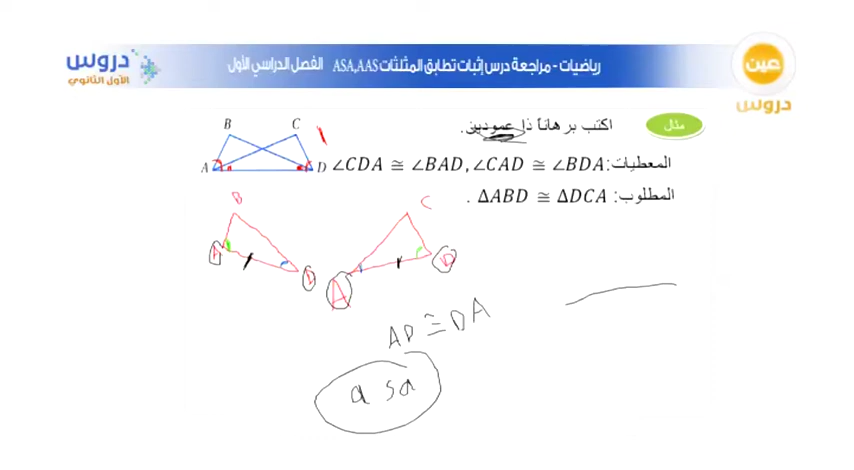 دروس
الأول الثانوي
رياضيات - مراجعة درس إثبات تطابق المثلثات ASA,AAS الفصل الدراسي الأول
عين
دروس
مثال
اكتب برهاناً ذا عمودين.
المعطيات: ∠CDA ≅ ∠BAD, ∠CAD ≅ ∠BDA
المطلوب: ΔABD ≅ ΔDCA .
B C
A D
B
A D
C
A D
AD ≅ DA
asa